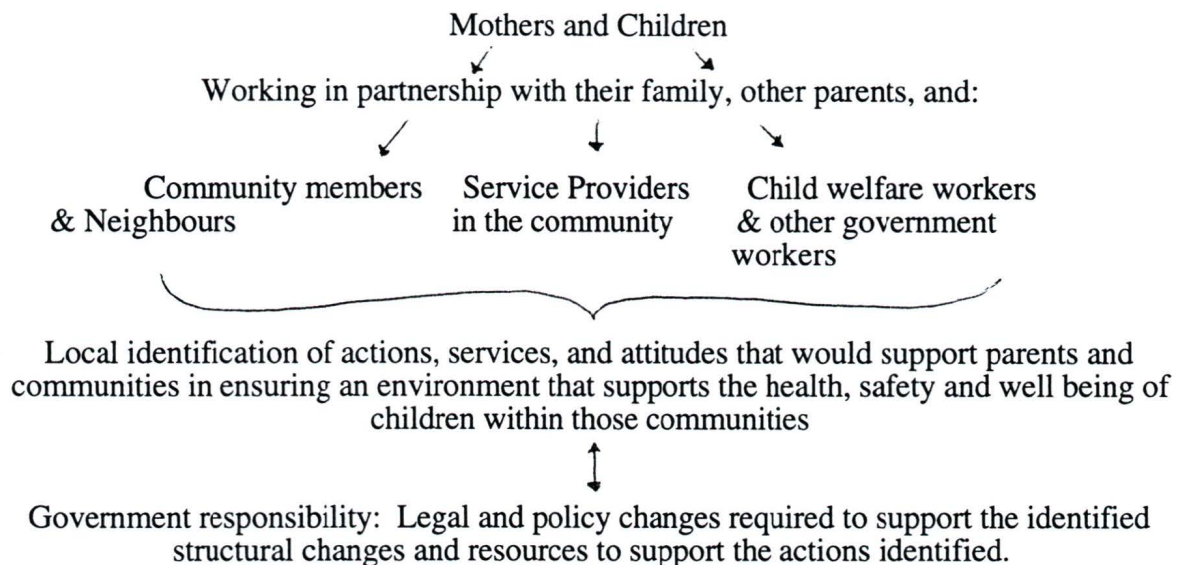 Mothers and Children
Working in partnership with their family, other parents, and:
Community members
& Neighbours
Service Providers
in the community
Child welfare workers
& other government
workers
Local identification of actions, services, and attitudes that would support parents and
communities in ensuring an environment that supports the health, safety and well being of
children within those communities
Government responsibility: Legal and policy changes required to support the identified
structural changes and resources to support the actions identified.